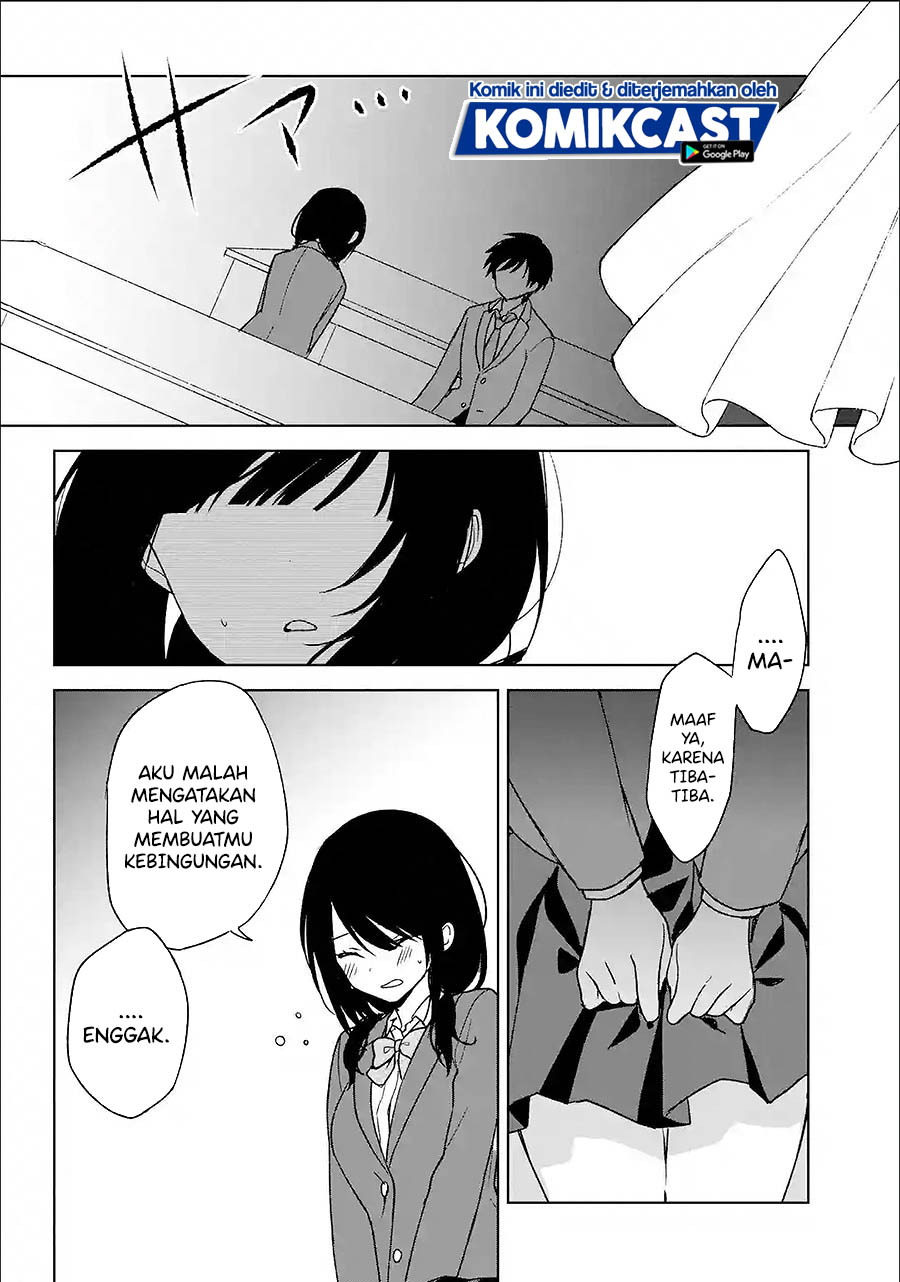 ザァ...
Komik ini diedit & diterjemahkan oleh
KOMIKCAST
GET IT ON
Google Play
....
MA-
MAAF
YA,
KARENA
TIBA-
TIBA.
AKU MALAH
MENGATAKAN
HAL YANG
MEMBUATMU
KEBINGUNGAN.
....
ENGGAK.